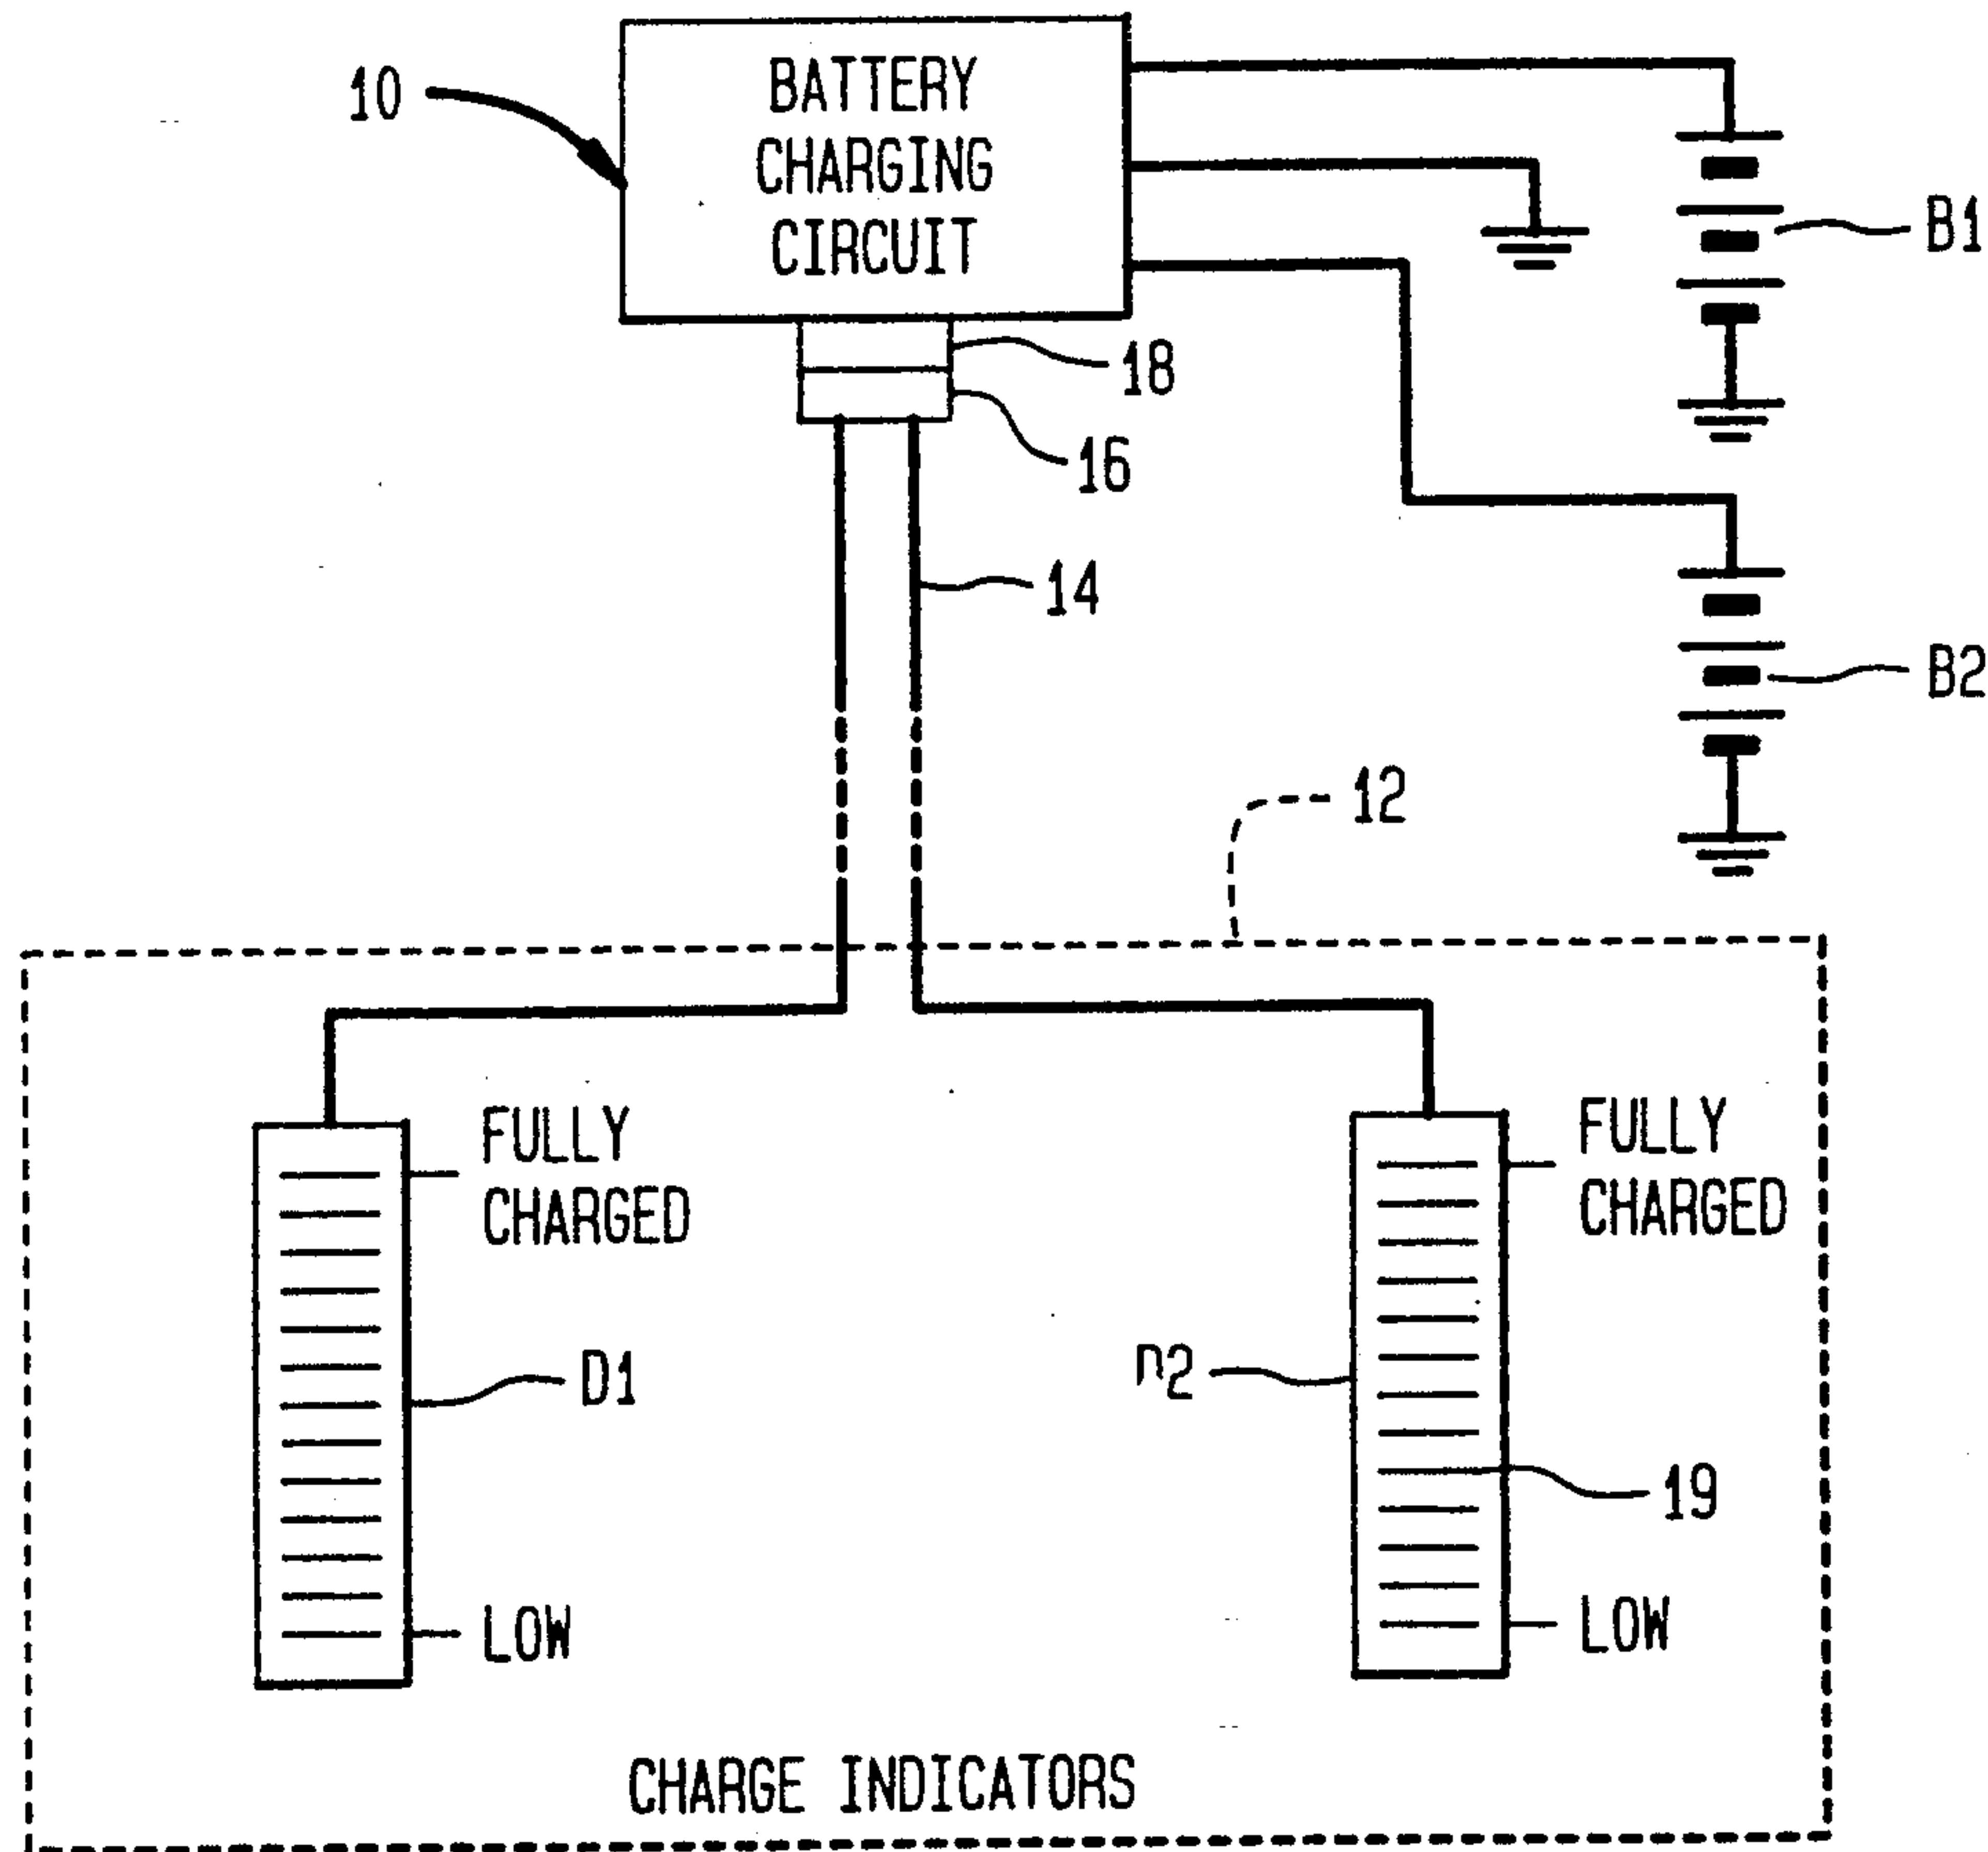 10
BATTERY
CHARGING
CIRCUIT
B1
18
16
14
B2
12
FULLY
CHARGED
FULLY
CHARGED
D1
D2
19
LOW
LOW
CHARGE INDICATORS